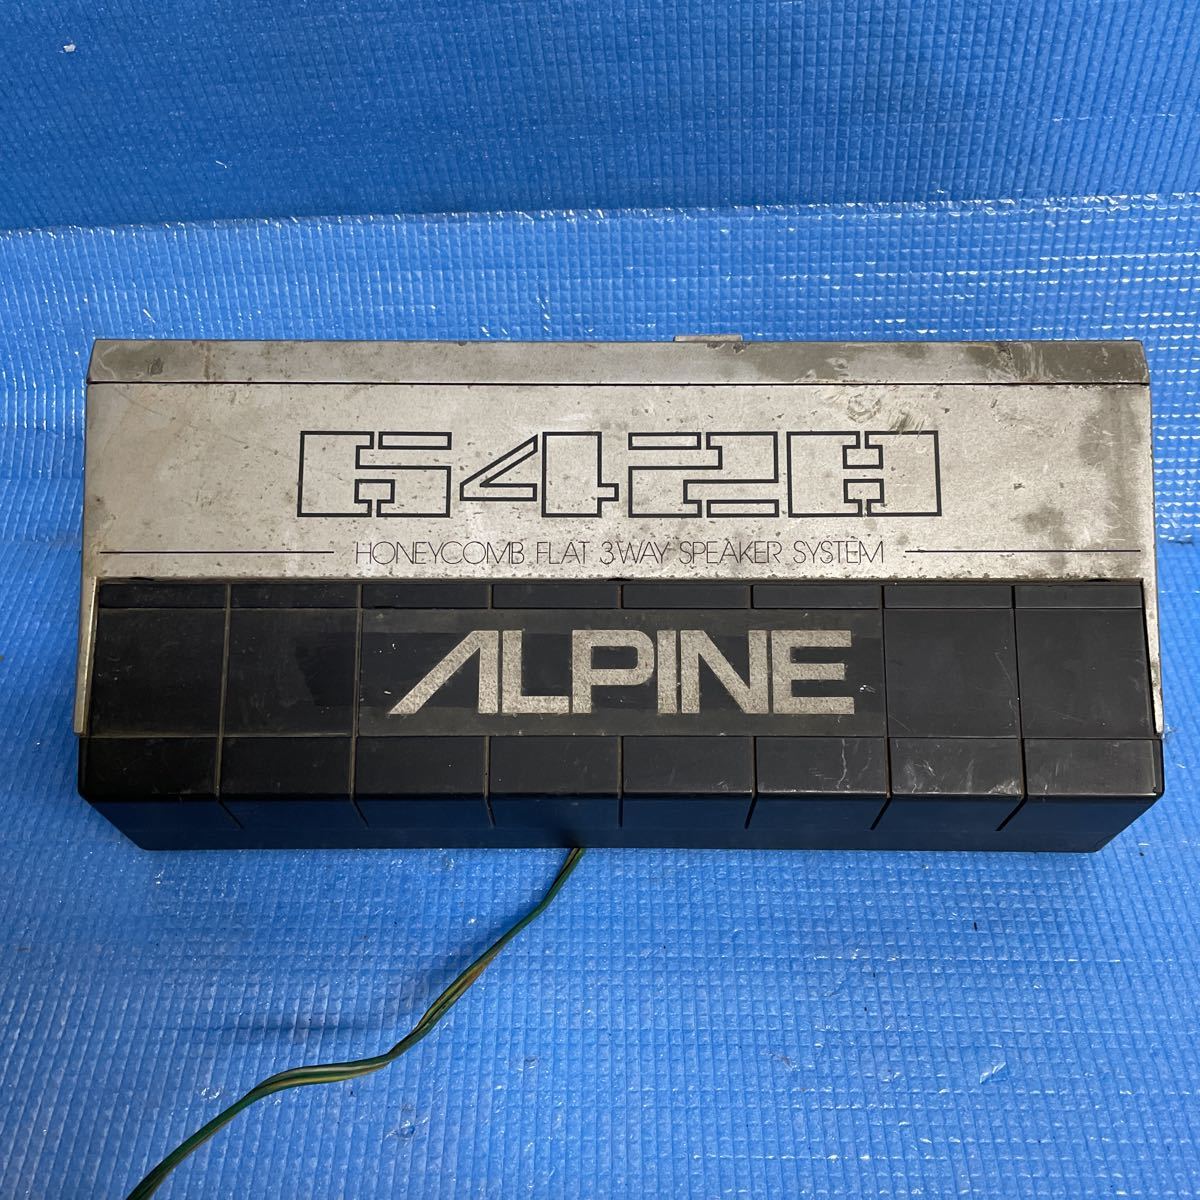 6420
HONEYCOMB FLAT 3WAY SPEAKER SYSTEM
ALPINE